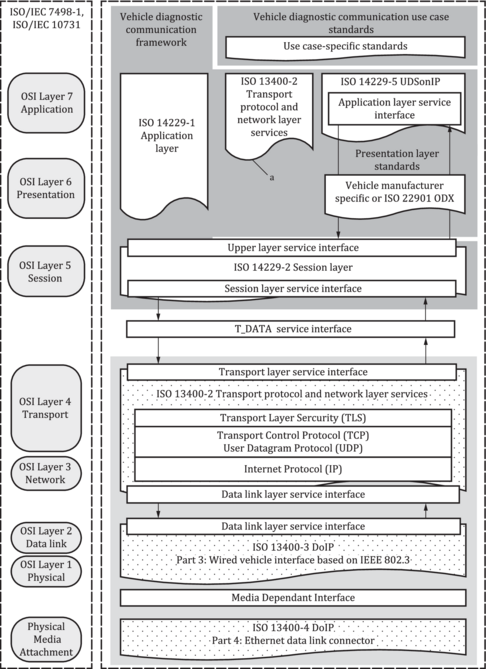 ISO/IEC 7498-1,
ISO/IEC 10731
Vehicle diagnostic
communication
framework
Vehicle diagnostic communication use case
standards
Use case-specific standards
OSI Layer 7
Application
ISO 14229-1
Application
layer
ISO 13400-2
Transport
protocol and
network layer
services
a
ISO 14229-5 UDSonIP
Application layer service
interface
Presentation layer
standards
OSI Layer 6
Presentation
Vehicle manufacturer
specific or ISO 22901 ODX
OSI Layer 5
Session
Upper layer service interface
ISO 14229-2 Session layer
Session layer service interface
T_DATA service interface
OSI Layer 4
Transport
Transport layer service interface
ISO 13400-2 Transport protocol and network layer services
Transport Layer Sercurity (TLS)
Transport Control Protocol (TCP)
User Datagram Protocol (UDP)
OSI Layer 3
Network
Internet Protocol (IP)
Data link layer service interface
OSI Layer 2
Data link
Data link layer service interface
ISO 13400-3 DoIP
Part 3: Wired vehicle interface based on IEEE 802.3
OSI Layer 1
Physical
Media Dependant Interface
Physical
Media
Attachment
ISO 13400-4 DoIP
Part 4: Ethernet data link connector